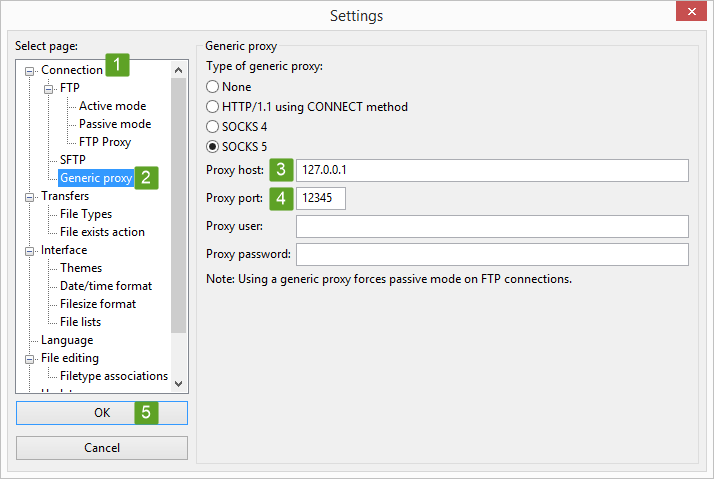 Settings
Select page:
Connection 1
FTP
Active mode
Passive mode
FTP Proxy
SFTP
Generic proxy 2
Transfers
File Types
File exists action
Interface
Themes
Date/time format
Filesize format
File lists
Language
File editing
Filetype associations
OK 5
Cancel
Generic proxy
Type of generic proxy:
None
HTTP/1.1 using CONNECT method
SOCKS 4
SOCKS 5
Proxy host: 3 127.0.0.1
Proxy port: 4 12345
Proxy user:
Proxy password:
Note: Using a generic proxy forces passive mode on FTP connections.